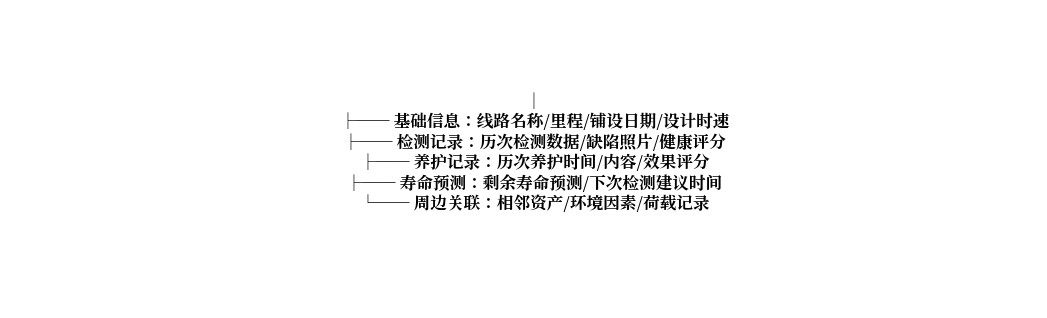 │
├── 基础信息：线路名称/里程/铺设日期/设计时速
├── 检测记录：历次检测数据/缺陷照片/健康评分
├── 养护记录：历次养护时间/内容/效果评分
├── 寿命预测：剩余寿命预测/下次检测建议时间
└── 周边关联：相邻资产/环境因素/荷载记录